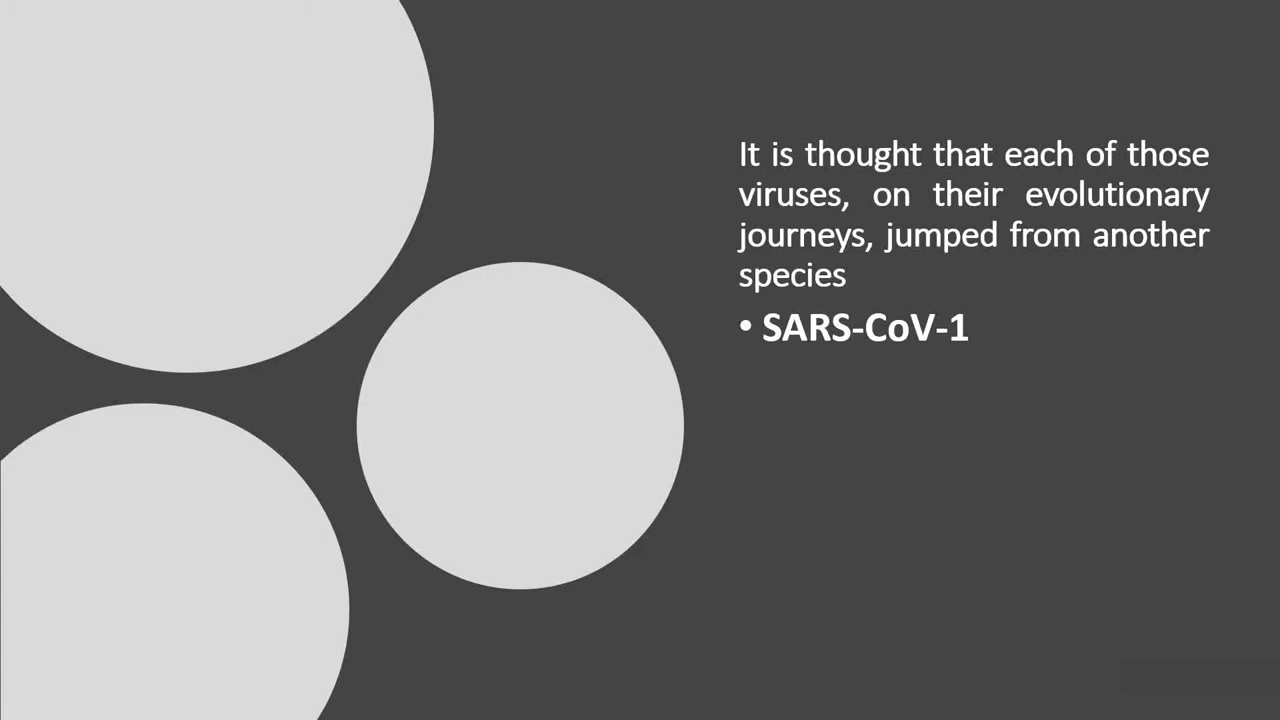 It is thought that each of those
viruses, on their evolutionary
journeys, jumped from another
species
• SARS-CoV-1